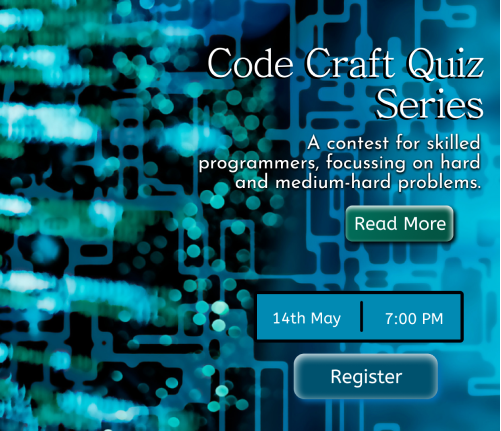 Code Craft Quiz
Series
A contest for skilled
programmers, focussing on hard
and medium-hard problems.
Read More
14th May | 7:00 PM
Register